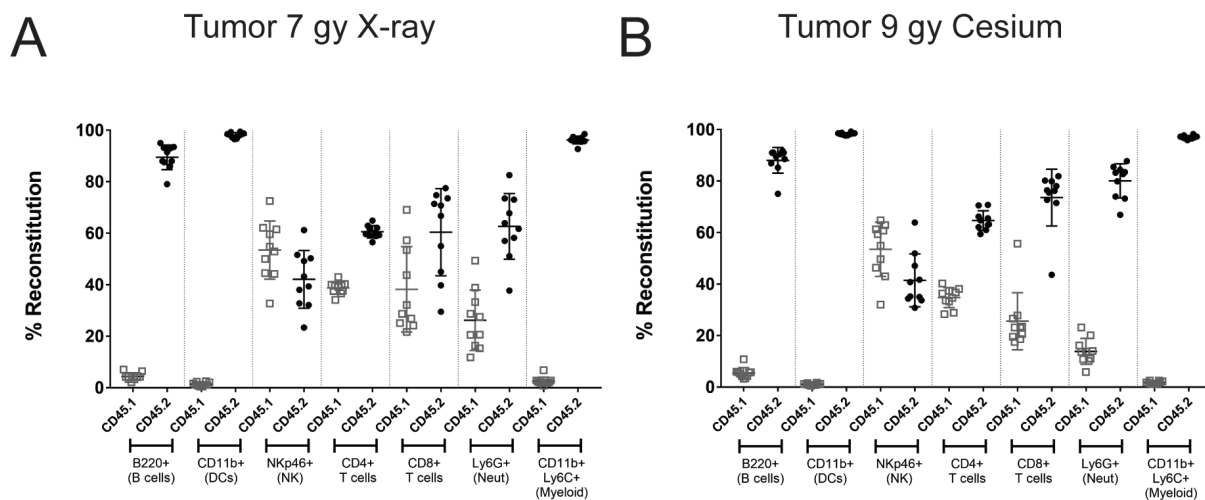 A
Tumor 7 gy X-ray
% Reconstitution
100
80
60
40
20
0
CD45.1
CD45.2
CD45.1
CD45.2
CD45.1
CD45.2
CD45.1
CD45.2
CD45.1
CD45.2
CD45.1
CD45.2
CD45.1
CD45.2
B220+
(B cells)
CD11b+
(DCs)
NKp46+
(NK)
CD4+
T cells
CD8+
T cells
Ly6G+
(Neut)
CD11b+
Ly6C+
(Myeloid)
B
Tumor 9 gy Cesium
% Reconstitution
100
80
60
40
20
0
CD45.1
CD45.2
CD45.1
CD45.2
CD45.1
CD45.2
CD45.1
CD45.2
CD45.1
CD45.2
CD45.1
CD45.2
CD45.1
CD45.2
B220+
(B cells)
CD11b+
(DCs)
NKp46+
(NK)
CD4+
T cells
CD8+
T cells
Ly6G+
(Neut)
CD11b+
Ly6C+
(Myeloid)